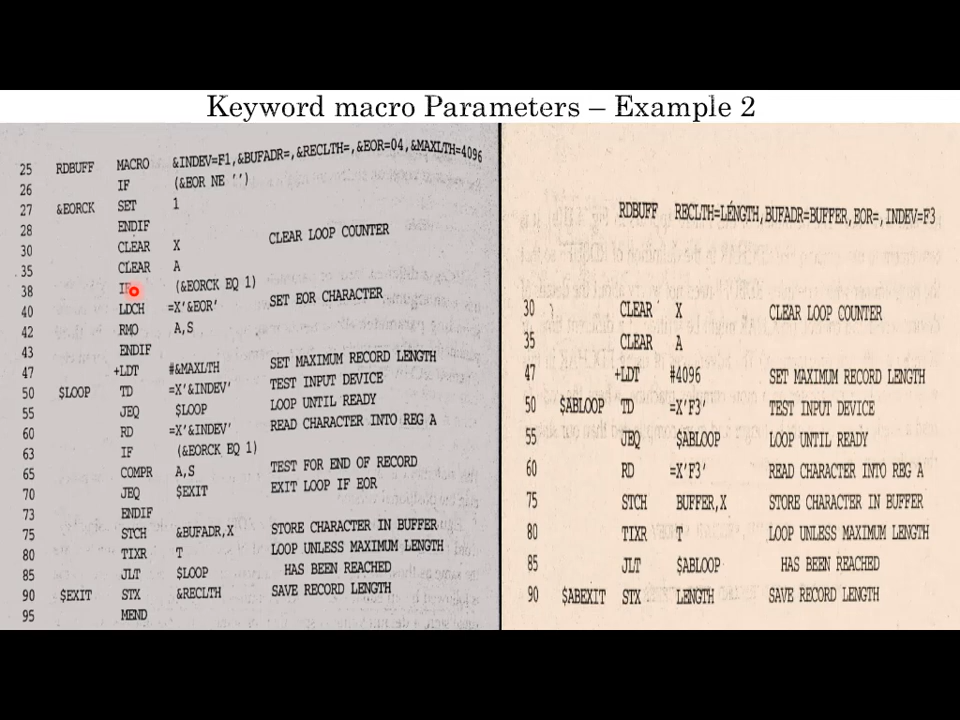 Keyword macro Parameters – Example 2
25 RDBUFF MACRO &INDEV=F1,&BUFADR=,&RECLTH=,&EOR=04,&MAXLTH=4096
26 IF (&EOR NE '')
27 &EORCK SET 1
28 ENDIF
30 CLEAR X CLEAR LOOP COUNTER
35 CLEAR A
38 IF (&EORCK EQ 1)
40 LDCH =X'&EOR' SET EOR CHARACTER
42 RMO A,S
43 ENDIF
47 +LDT #&MAXLTH SET MAXIMUM RECORD LENGTH
50 $LOOP TD =X'&INDEV' TEST INPUT DEVICE
55 JEQ $LOOP LOOP UNTIL READY
60 RD =X'&INDEV' READ CHARACTER INTO REG A
63 IF (&EORCK EQ 1)
65 COMPR A,S TEST FOR END OF RECORD
70 JEQ $EXIT EXIT LOOP IF EOR
73 ENDIF
75 STCH &BUFADR,X STORE CHARACTER IN BUFFER
80 TIXR T LOOP UNLESS MAXIMUM LENGTH
85 JLT $LOOP HAS BEEN REACHED
90 $EXIT STX &RECLTH SAVE RECORD LENGTH
95 MEND
RDBUFF RECLTH=LENGTH,BUFADR=BUFFER,EOR=,INDEV=F3
30 CLEAR X CLEAR LOOP COUNTER
35 CLEAR A
47 +LDT #4096 SET MAXIMUM RECORD LENGTH
50 $ABLOOP TD =X'F3' TEST INPUT DEVICE
55 JEQ $ABLOOP LOOP UNTIL READY
60 RD =X'F3' READ CHARACTER INTO REG A
75 STCH BUFFER,X STORE CHARACTER IN BUFFER
80 TIXR T LOOP UNLESS MAXIMUM LENGTH
85 JLT $ABLOOP HAS BEEN REACHED
90 $ABEXIT STX LENGTH SAVE RECORD LENGTH